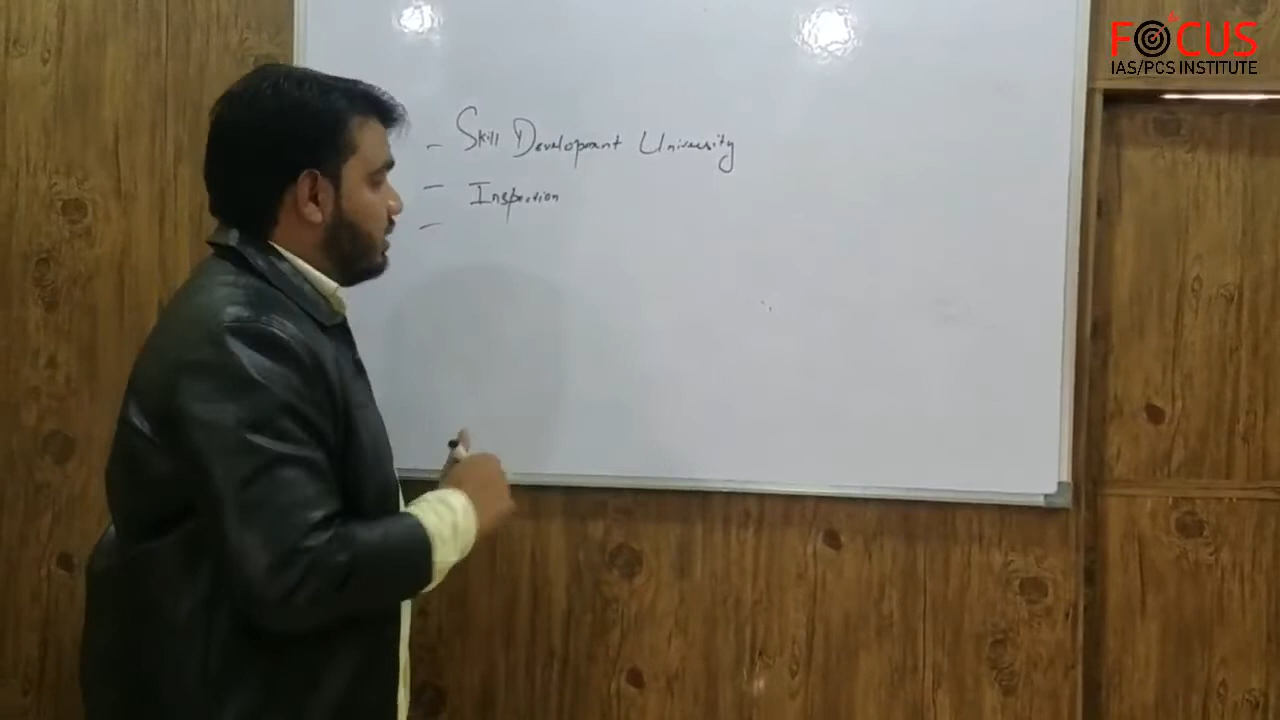 FOCUS
IAS/PCS INSTITUTE
- Skill Development University
- Inspection
-